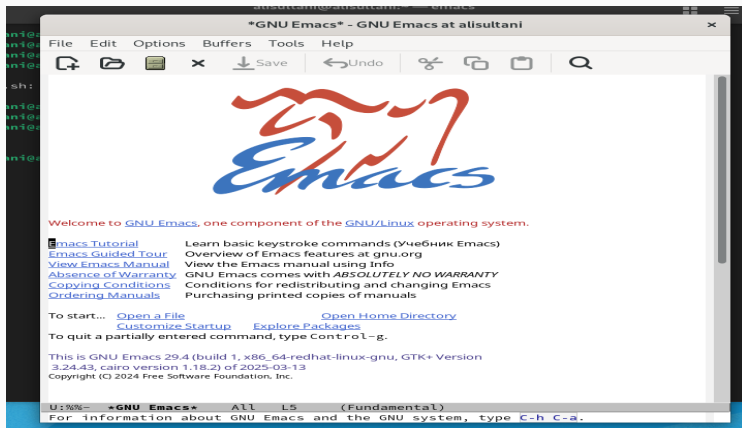 alisultani@alisultani:~ — emacs
*GNU Emacs* - GNU Emacs at alisultani
File Edit Options Buffers Tools Help
Save Undo
Emacs
Welcome to GNU Emacs, one component of the GNU/Linux operating system.
Emacs Tutorial Learn basic keystroke commands (Учебник Emacs)
Emacs Guided Tour Overview of Emacs features at gnu.org
View Emacs Manual View the Emacs manual using Info
Absence of Warranty GNU Emacs comes with ABSOLUTELY NO WARRANTY
Copying Conditions Conditions for redistributing and changing Emacs
Ordering Manuals Purchasing printed copies of manuals
To start... Open a File Open Home Directory
Customize Startup Explore Packages
To quit a partially entered command, type Control-g.
This is GNU Emacs 29.4 (build 1, x86_64-redhat-linux-gnu, GTK+ Version
3.24.43, cairo version 1.18.2) of 2025-03-13
Copyright (C) 2024 Free Software Foundation, Inc.
U:%%- *GNU Emacs* All L5 (Fundamental)
For information about GNU Emacs and the GNU system, type C-h C-a.